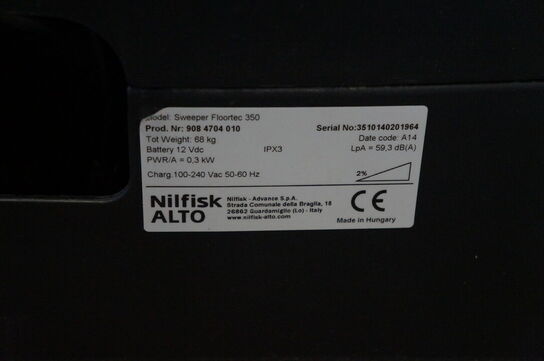 Model: Sweeper Floortec 350
Prod. Nr: 908 4704 010 Serial No:3510140201964
Tot Weight: 68 kg Date code: A14
Battery 12 Vdc IPX3 LpA = 59,3 dB(A)
PWR/A = 0,3 kW
Charg.100-240 Vac 50-60 Hz 2%
Nilfisk ALTO
Nilfisk - Advance S.p.A.
Strada Comunale della Braglia, 18
26862 Guardamiglio (Lo) - Italy
www.nilfisk-alto.com
CE
Made in Hungary